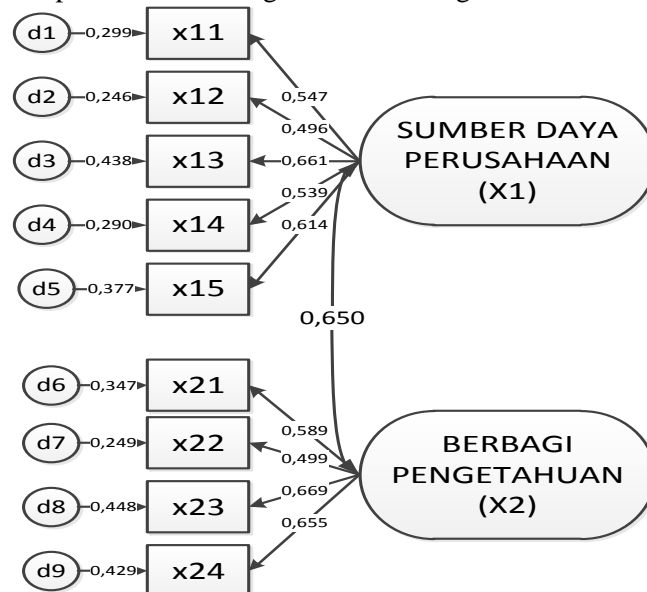 d1 0,299 x11
d2 0,246 x12
d3 0,438 x13
d4 0,290 x14
d5 0,377 x15
0,547
0,496
0,661
0,539
0,614
SUMBER DAYA
PERUSAHAAN
(X1)
0,650
d6 0,347 x21
d7 0,249 x22
d8 0,448 x23
d9 0,429 x24
0,589
0,499
0,669
0,655
BERBAGI
PENGETAHUAN
(X2)